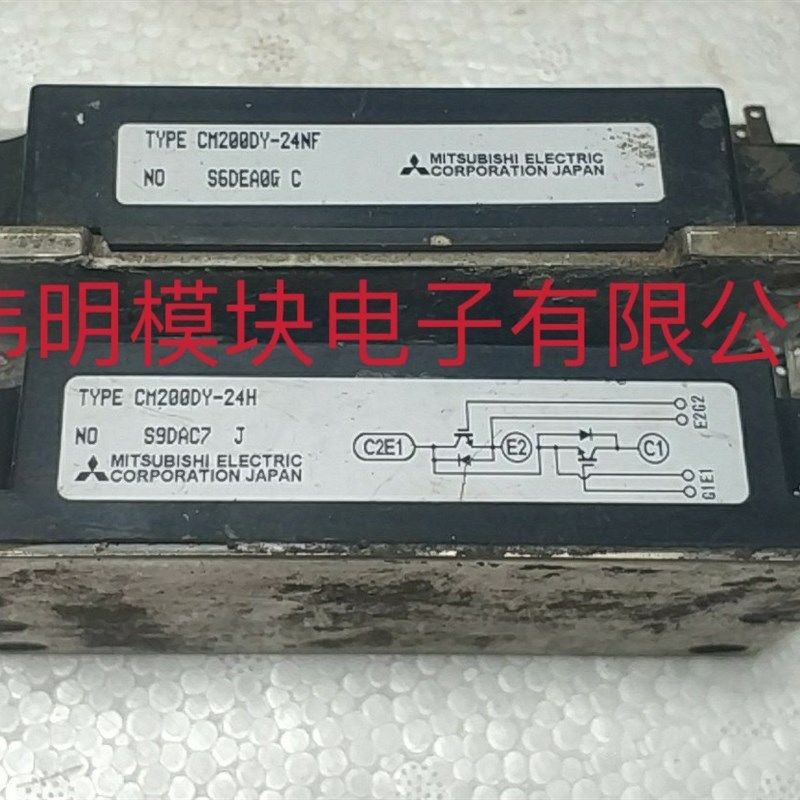 TYPE CM200DY-24NF
NO S6DEA0G C
MITSUBISHI ELECTRIC
CORPORATION JAPAN
明模块电子有限公
TYPE CM200DY-24H
NO S9DAC7 J
MITSUBISHI ELECTRIC
CORPORATION JAPAN
C2E1
E2
C1
E2G2
G1E1